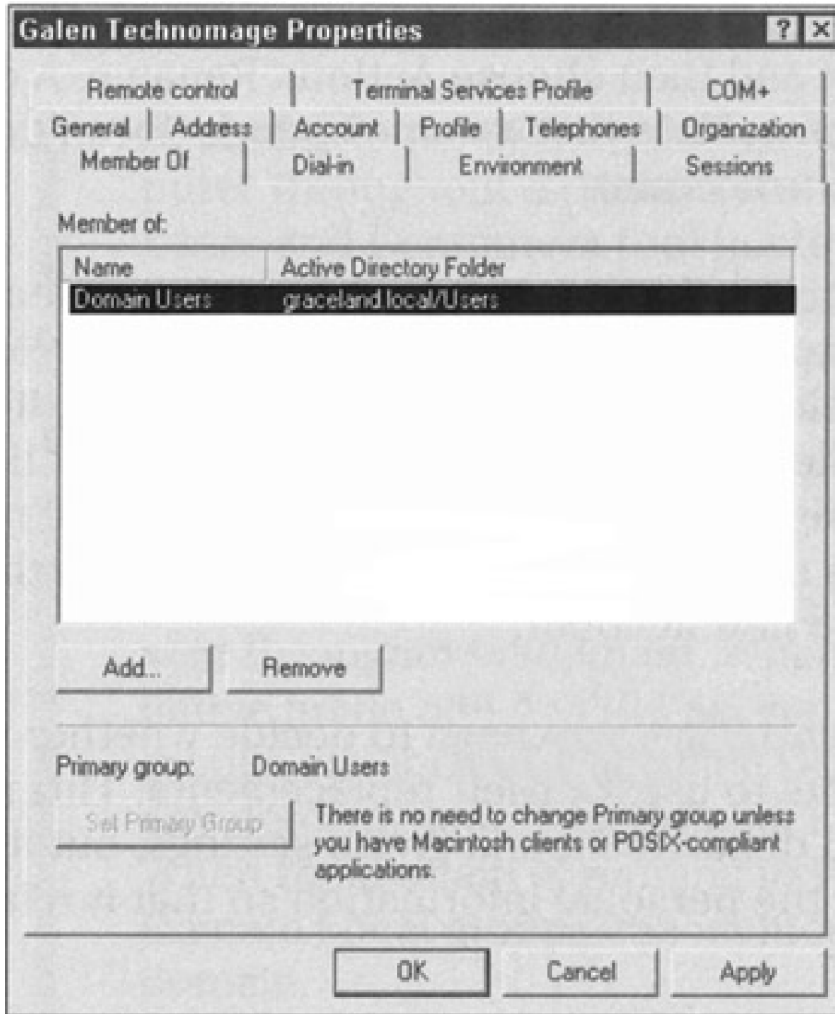 Galen Technomage Properties
Remote control Terminal Services Profile COM+
General Address Account Profile Telephones Organization
Member Of Dial-in Environment Sessions
Member of:
Name Active Directory Folder
Domain Users graceland.local/Users
Add... Remove
Primary group: Domain Users
Set Primary Group
There is no need to change Primary group unless
you have Macintosh clients or POSIX-compliant
applications.
OK Cancel Apply